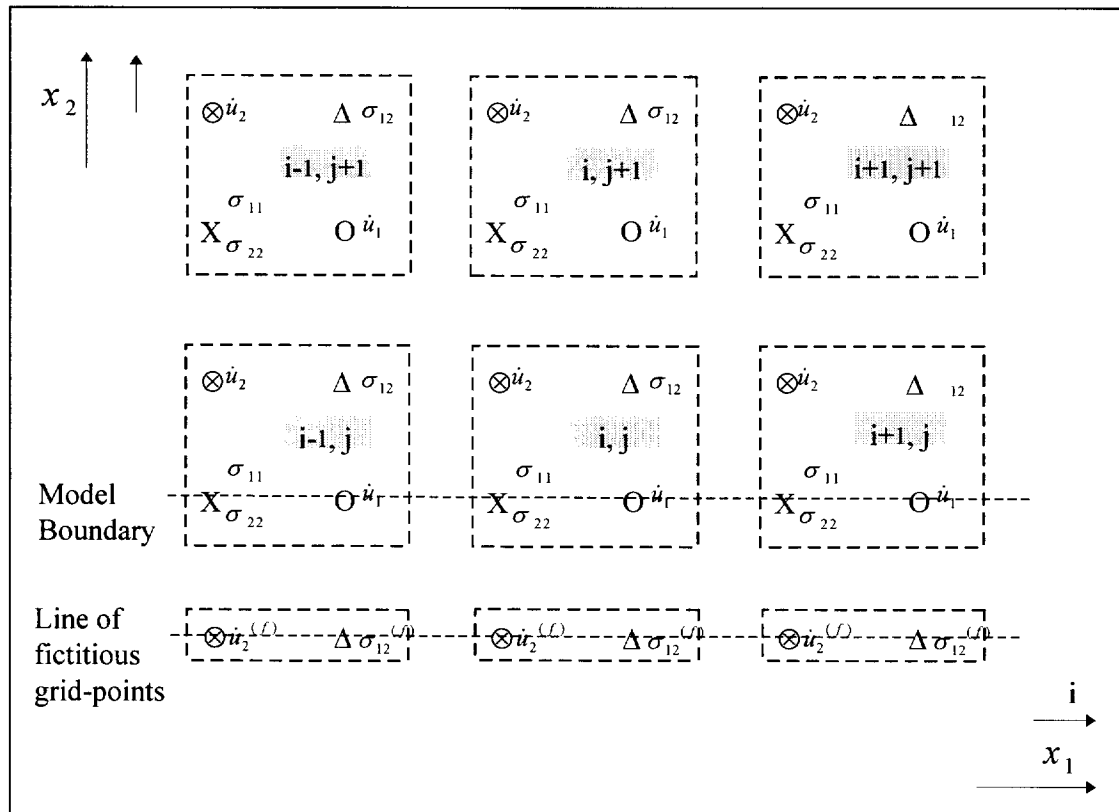 x₂
⊗ u̇₂ Δ σ₁₂ ⊗ u̇₂ Δ σ₁₂ ⊗ u̇₂ Δ ₁₂
i-1, j+1 i, j+1 i+1, j+1
σ₁₁ σ₁₁ σ₁₁
X σ₂₂ O u̇₁ X σ₂₂ O u̇₁ X σ₂₂ O u̇₁
⊗ u̇₂ Δ σ₁₂ ⊗ u̇₂ Δ σ₁₂ ⊗ u̇₂ Δ ₁₂
i-1, j i, j i+1, j
σ₁₁ σ₁₁ σ₁₁
Model
Boundary
X σ₂₂ O u̇₁ X σ₂₂ O u̇₁ X σ₂₂ O u̇₁
Line of
fictitious
grid-points
⊗ u̇₂⁽ᶠ⁾ Δ σ₁₂⁽ᶠ⁾ ⊗ u̇₂⁽ᶠ⁾ Δ σ₁₂⁽ᶠ⁾ ⊗ u̇₂⁽ᶠ⁾ Δ σ₁₂⁽ᶠ⁾
i
x₁